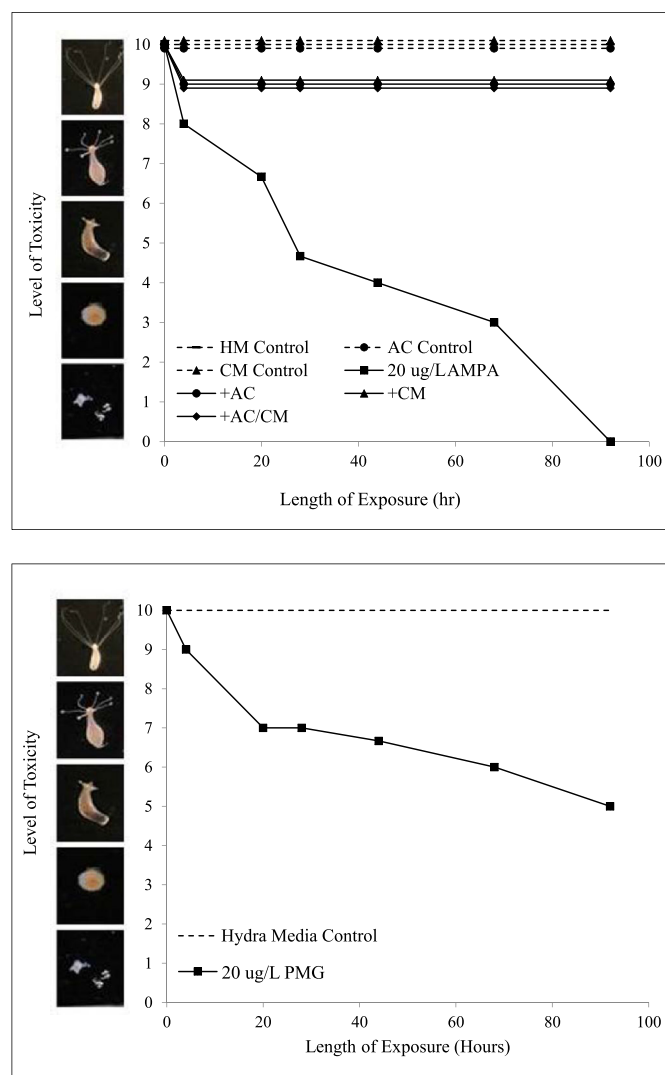 Level of Toxicity
10
9
8
7
6
5
4
3
2
1
0
HM Control
AC Control
CM Control
20 ug/LAMPA
+AC
+CM
+AC/CM
0 20 40 60 80 100
Length of Exposure (hr)
Level of Toxicity
10
9
8
7
6
5
4
3
2
1
0
Hydra Media Control
20 ug/L PMG
0 20 40 60 80 100
Length of Exposure (Hours)